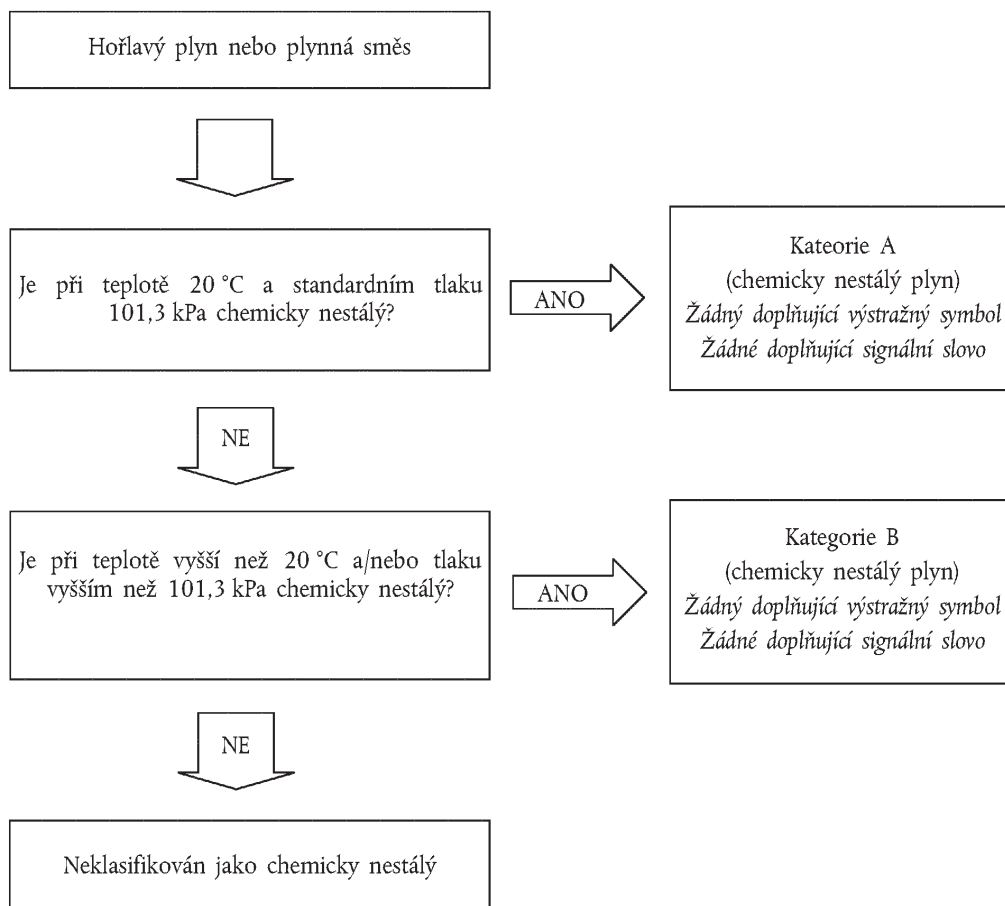 Hořlavý plyn nebo plynná směs
Je při teplotě 20 °C a standardním tlaku
101,3 kPa chemicky nestálý?
ANO
Kateorie A
(chemicky nestálý plyn)
Žádný doplňující výstražný symbol
Žádné doplňující signální slovo
NE
Je při teplotě vyšší než 20 °C a/nebo tlaku
vyšším než 101,3 kPa chemicky nestálý?
ANO
Kategorie B
(chemicky nestálý plyn)
Žádný doplňující výstražný symbol
Žádné doplňující signální slovo
NE
Neklasifikován jako chemicky nestálý